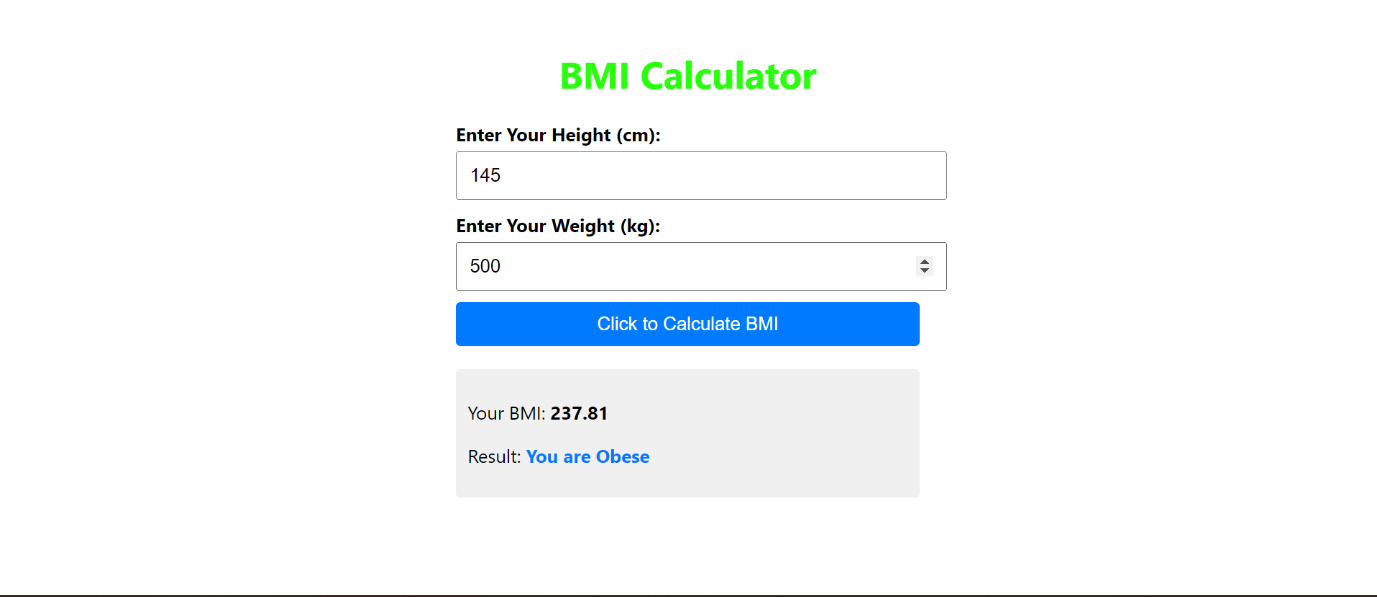 BMI Calculator
Enter Your Height (cm):
145
Enter Your Weight (kg):
500
Click to Calculate BMI
Your BMI: 237.81
Result: You are Obese